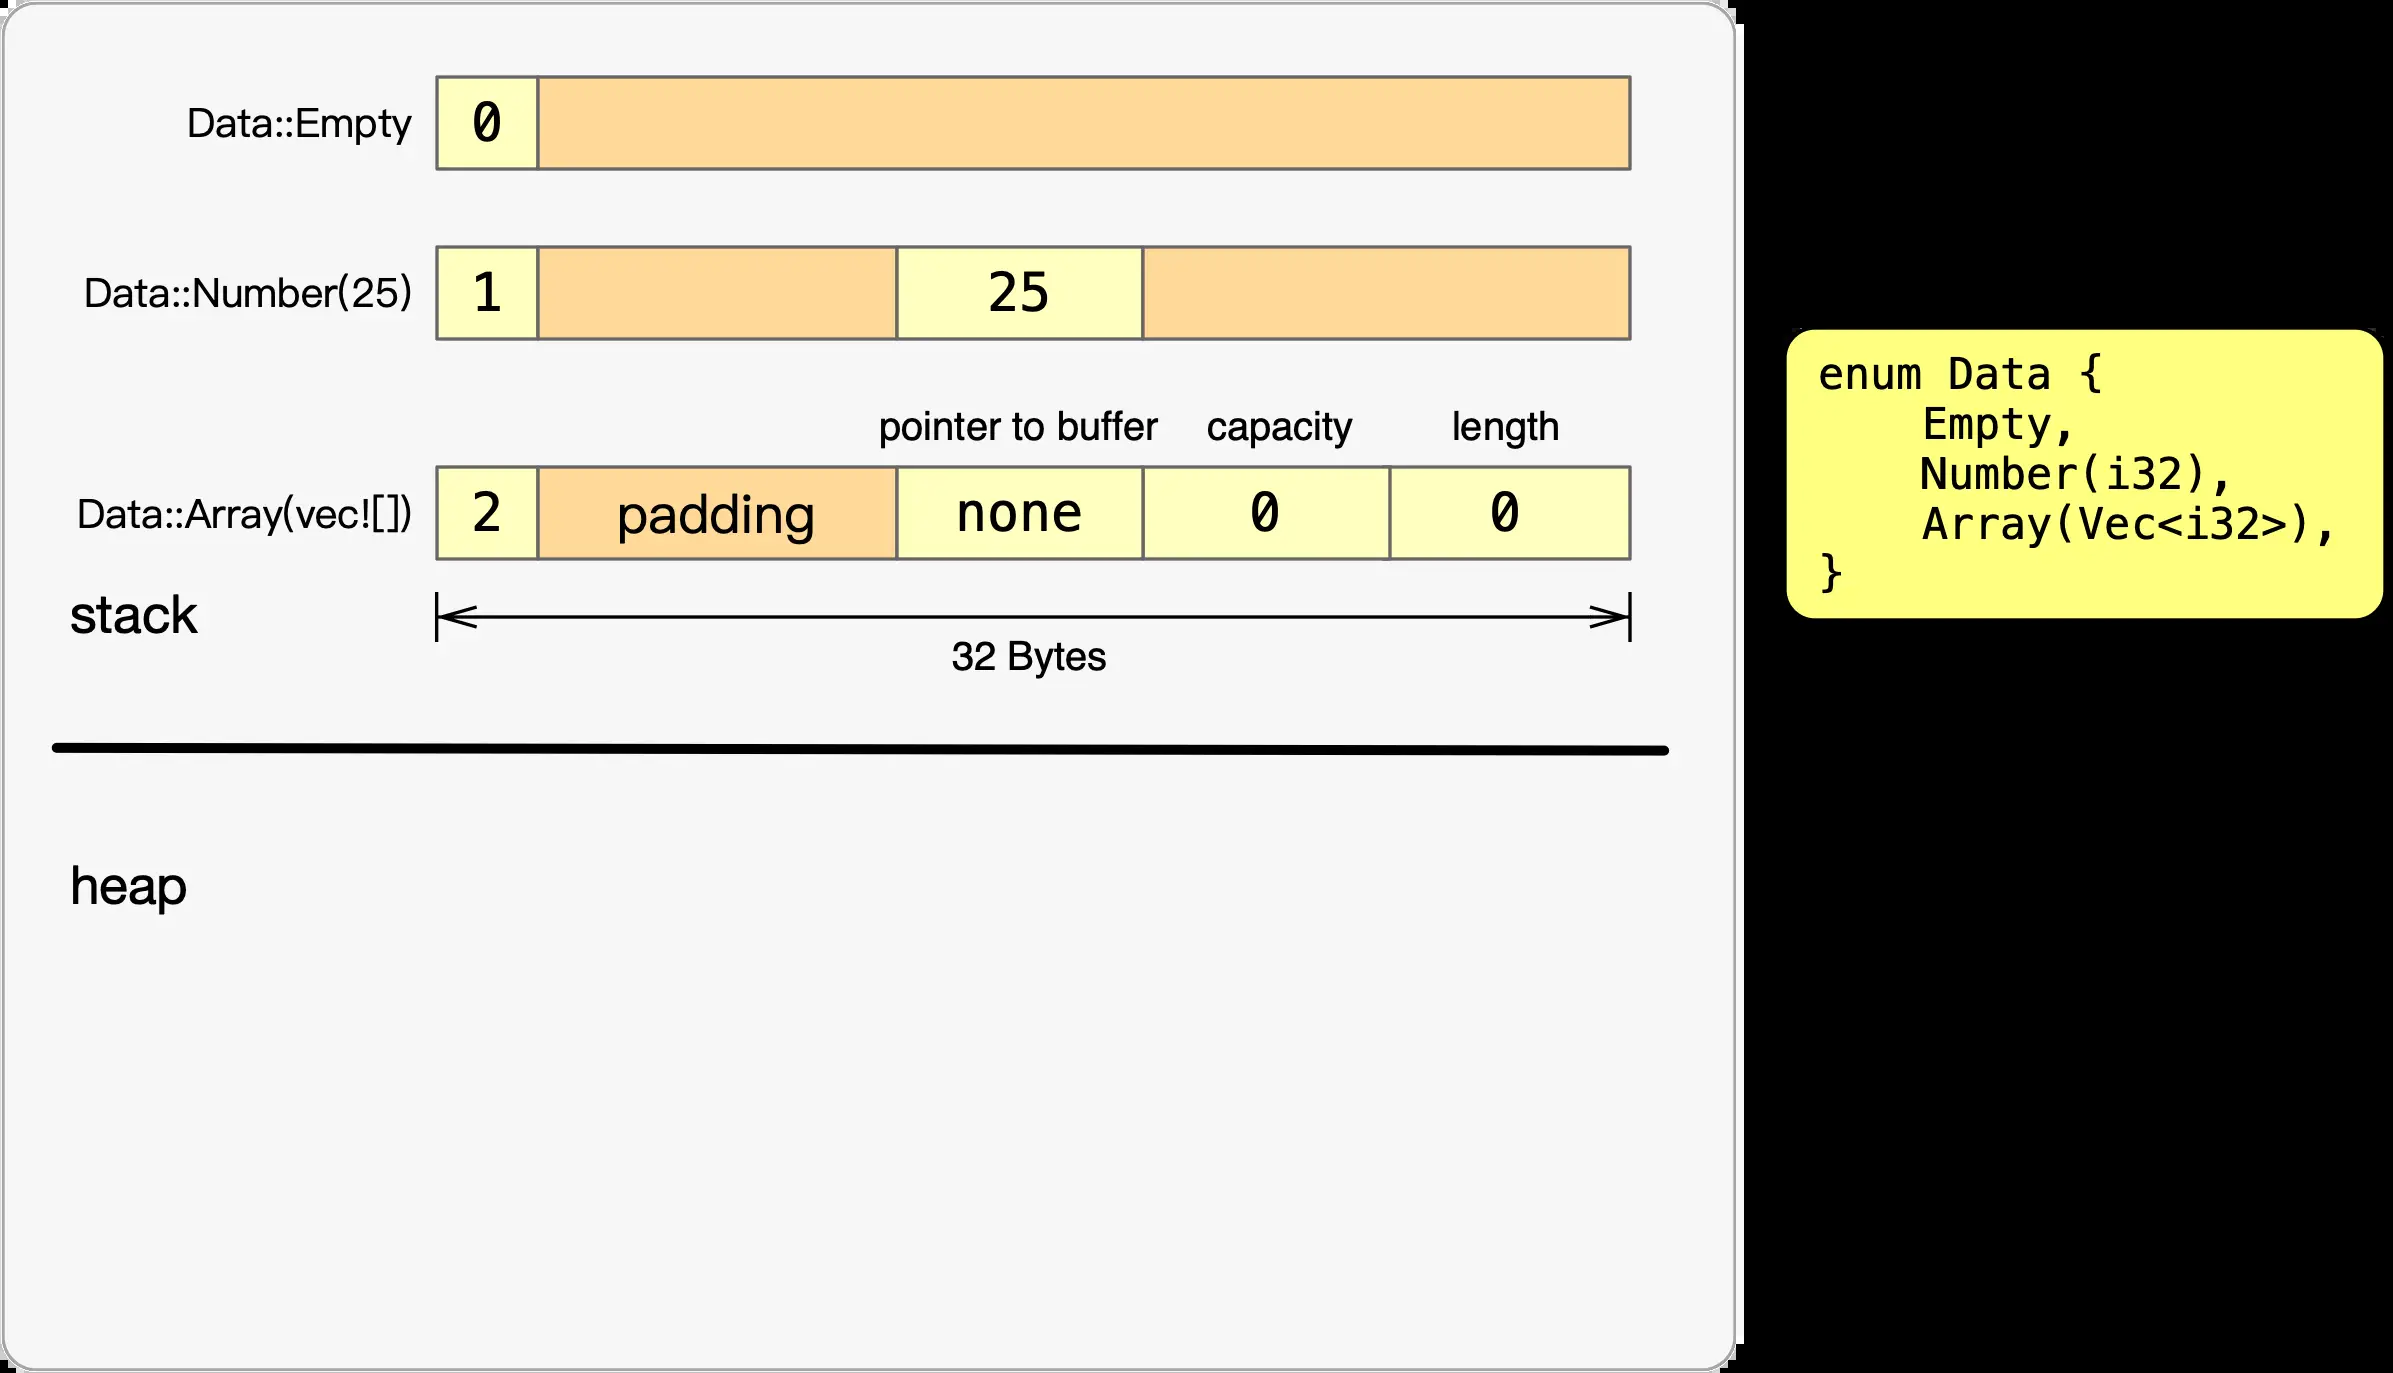 Data::Empty 0
Data::Number(25) 1 25
pointer to buffer capacity length
Data::Array(vec![]) 2 padding none 0 0
stack
32 Bytes
heap
enum Data {
Empty,
Number(i32),
Array(Vec<i32>),
}